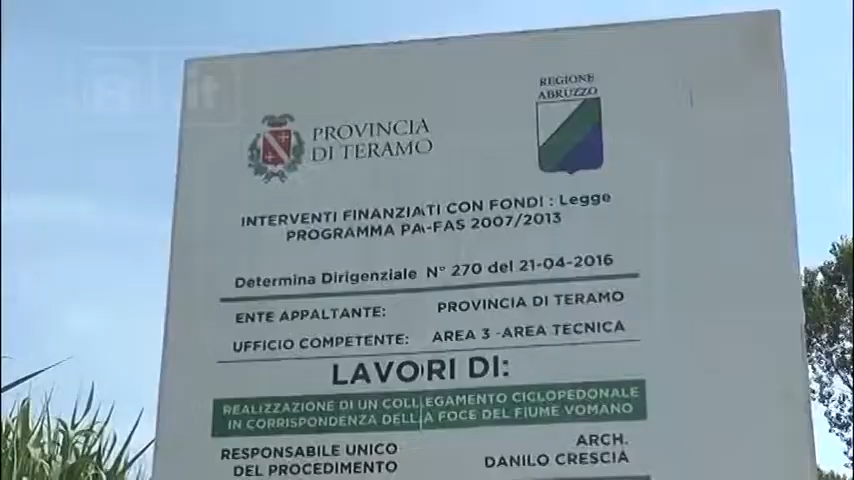 REGIONE
ABRUZZO
PROVINCIA
DI TERAMO
INTERVENTI FINANZIATI CON FONDI : Legge
PROGRAMMA PA-FAS 2007/2013
Determina Dirigenziale N° 270 del 21-04-2016
ENTE APPALTANTE: PROVINCIA DI TERAMO
UFFICIO COMPETENTE: AREA 3 -AREA TECNICA
LAVORI DI:
REALIZZAZIONE DI UN COLLEGAMENTO CICLOPEDONALE
IN CORRISPONDENZA DELLA FOCE DEL FIUME VOMANO
RESPONSABILE UNICO
DEL PROCEDIMENTO
ARCH.
DANILO CRESCIA